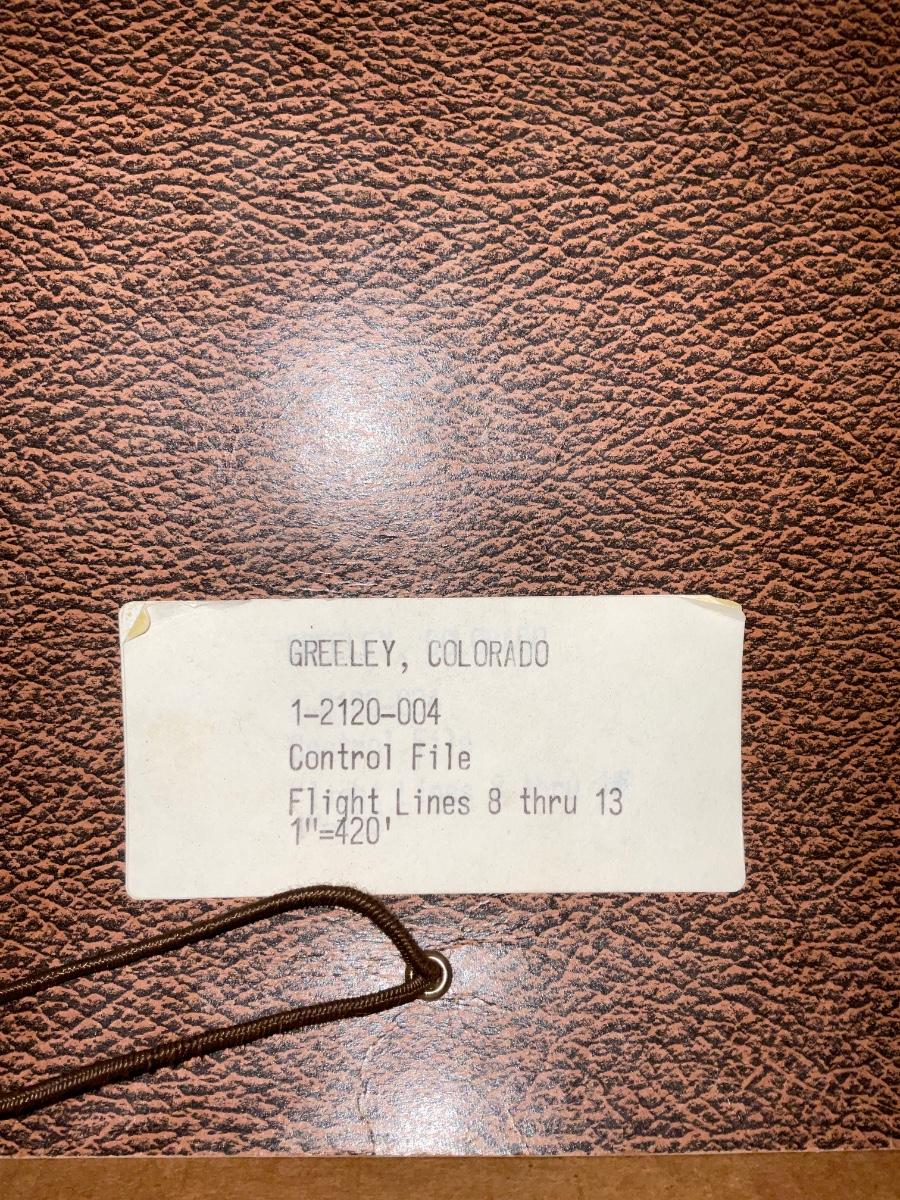 GREELEY, COLORADO
1-2120-004
Control File
Flight Lines 8 thru 13
1"=420'